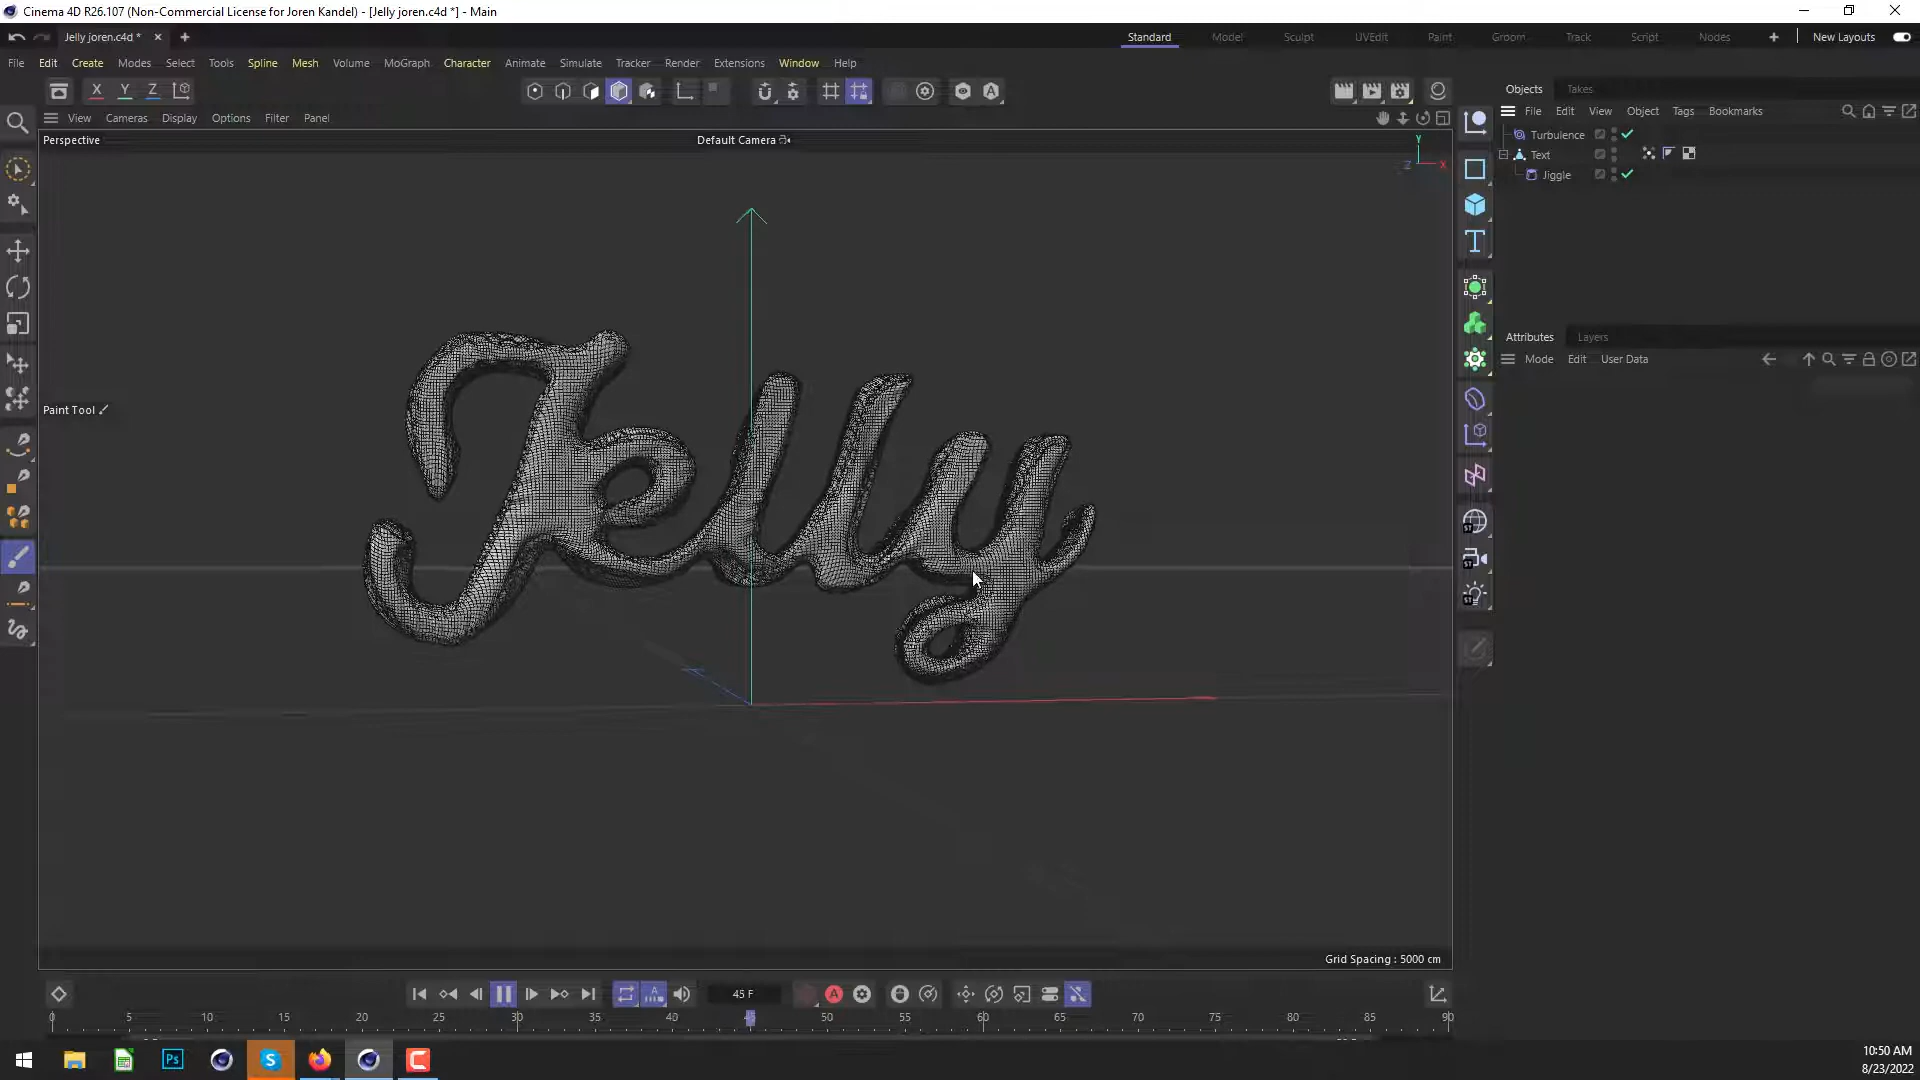 Cinema 4D R26.107 (Non-Commercial License for Joren Kandel) - [Jelly joren.c4d *] - Main
Jelly joren.c4d *
Standard Model Sculpt UVEdit Paint Groom Track Script Nodes New Layouts
File Edit Create Modes Select Tools Spline Mesh Volume MoGraph Character Animate Simulate Tracker Render Extensions Window Help
X Y Z
Objects Takes
File Edit View Object Tags Bookmarks
View Cameras Display Options Filter Panel
Perspective
Default Camera
Y
Z X
Turbulence
Text
Jiggle
Attributes Layers
Mode Edit User Data
Paint Tool
Jelly
Grid Spacing : 5000 cm
45 F
0 5 10 15 20 25 30 35 40 45 50 55 60 65 70 75 80 85 90
10:50 AM
8/23/2022